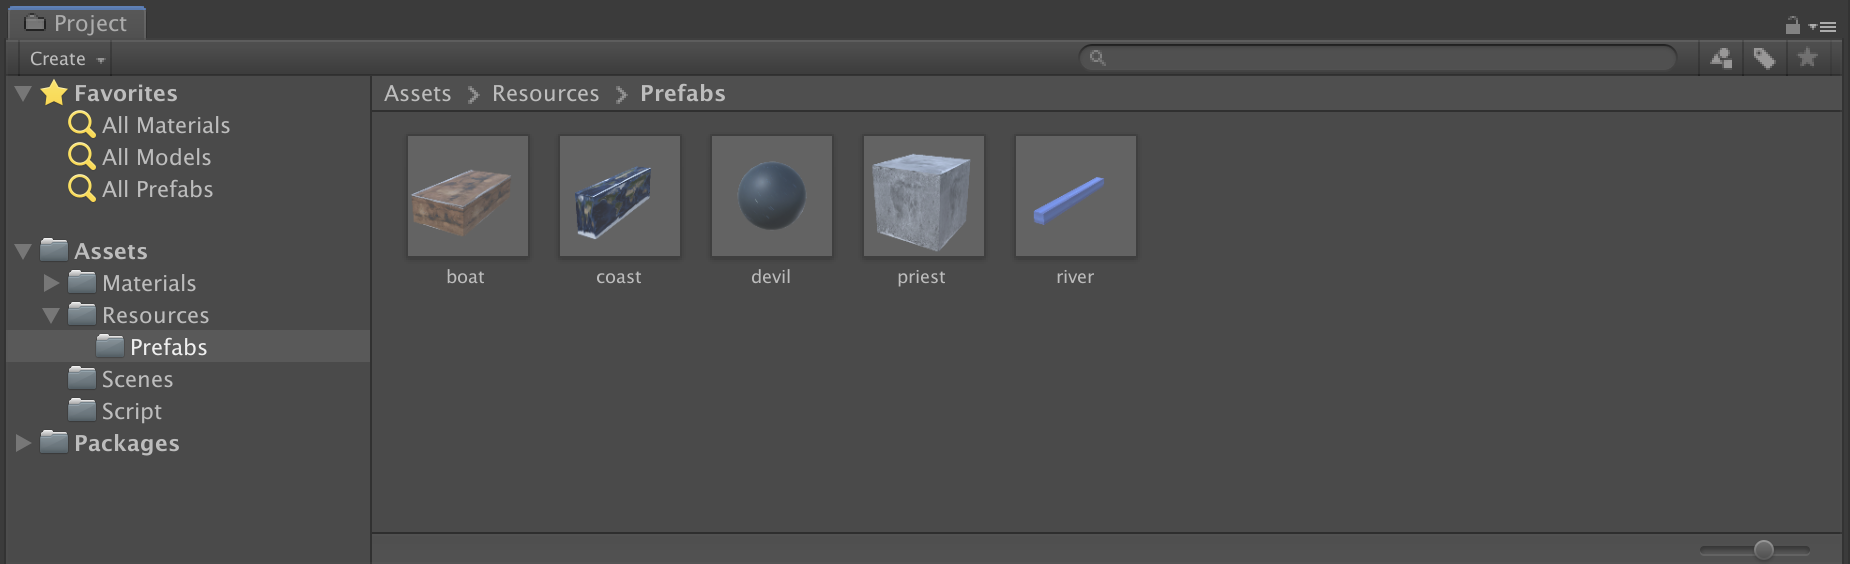 Project
Create
Favorites
All Materials
All Models
All Prefabs
Assets
Materials
Resources
Prefabs
Scenes
Script
Packages
Assets > Resources > Prefabs
boat coast devil priest river